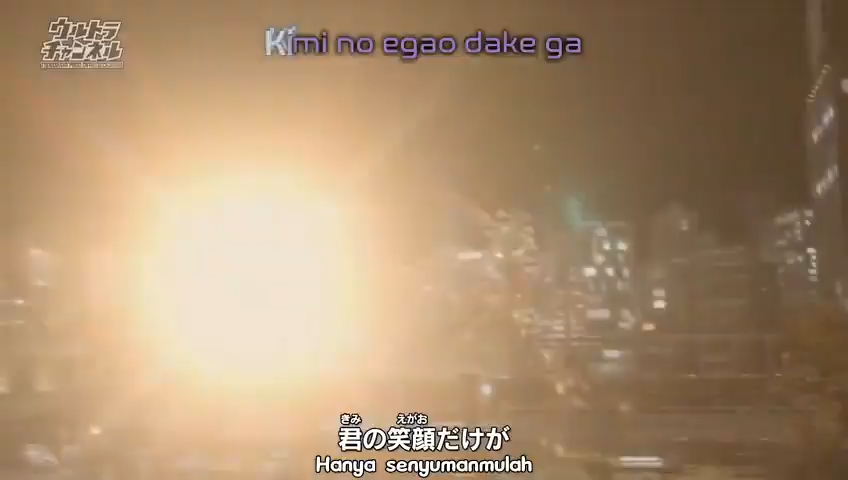 ウルトラ
チャンネル
Kimi no egao dake ga
きみ えがお
君の笑顔だけが
Hanya senyumanmulah